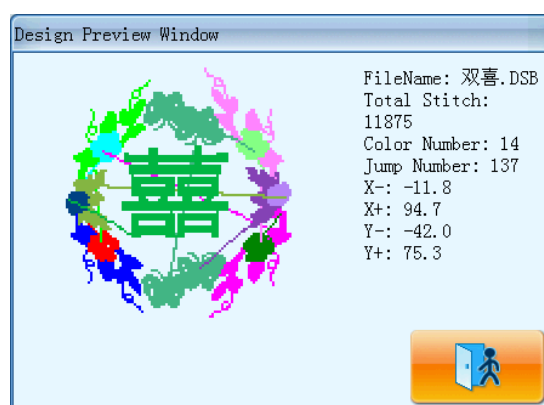 Design Preview Window
FileName: 双喜.DSB
Total Stitch:
11875
Color Number: 14
Jump Number: 137
X-: -11.8
X+: 94.7
Y-: -42.0
Y+: 75.3
囍